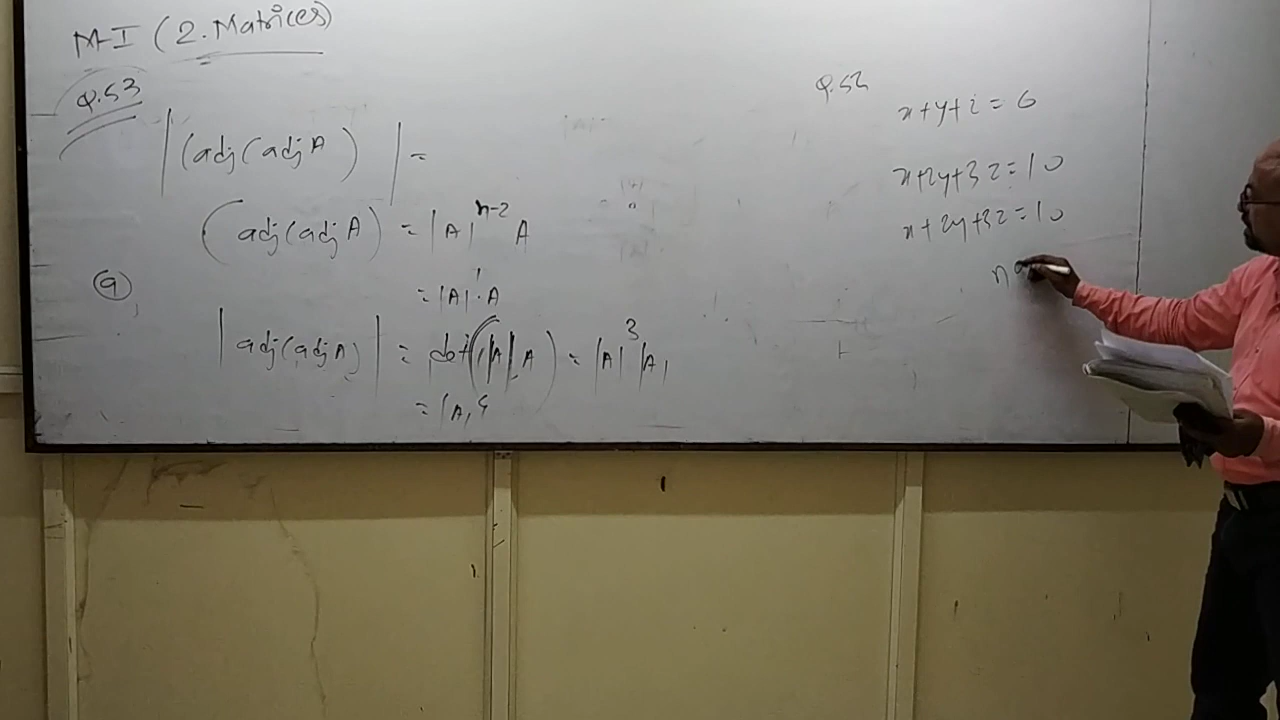 M-I (2. Matrices)
Q.53
|(adj(adj A)| =
(adj(adj A) = |A|^{n-2} A
(a)
= |A|^1 . A
|adj(adj A)| = det(|A| A) = |A|^3 |A|
= |A, 4
Q.52
x+y+z = 6
x+2y+3z = 10
x+2y+3z = 10